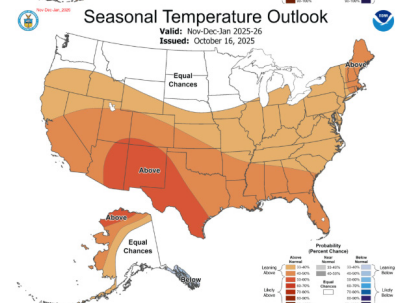 Nov-Dec-Jan, 2025
Seasonal Temperature Outlook
Valid: Nov-Dec-Jan 2025-26
Issued: October 16, 2025
Equal
Chances
Above
Above
Above
Equal
Chances
Below
Probability
(Percent Chance)
Above
Normal
Near
Normal
Below
Normal
Leaning
Above
Likely
Above
Equal
Chances
Leaning
Below
Likely
Below